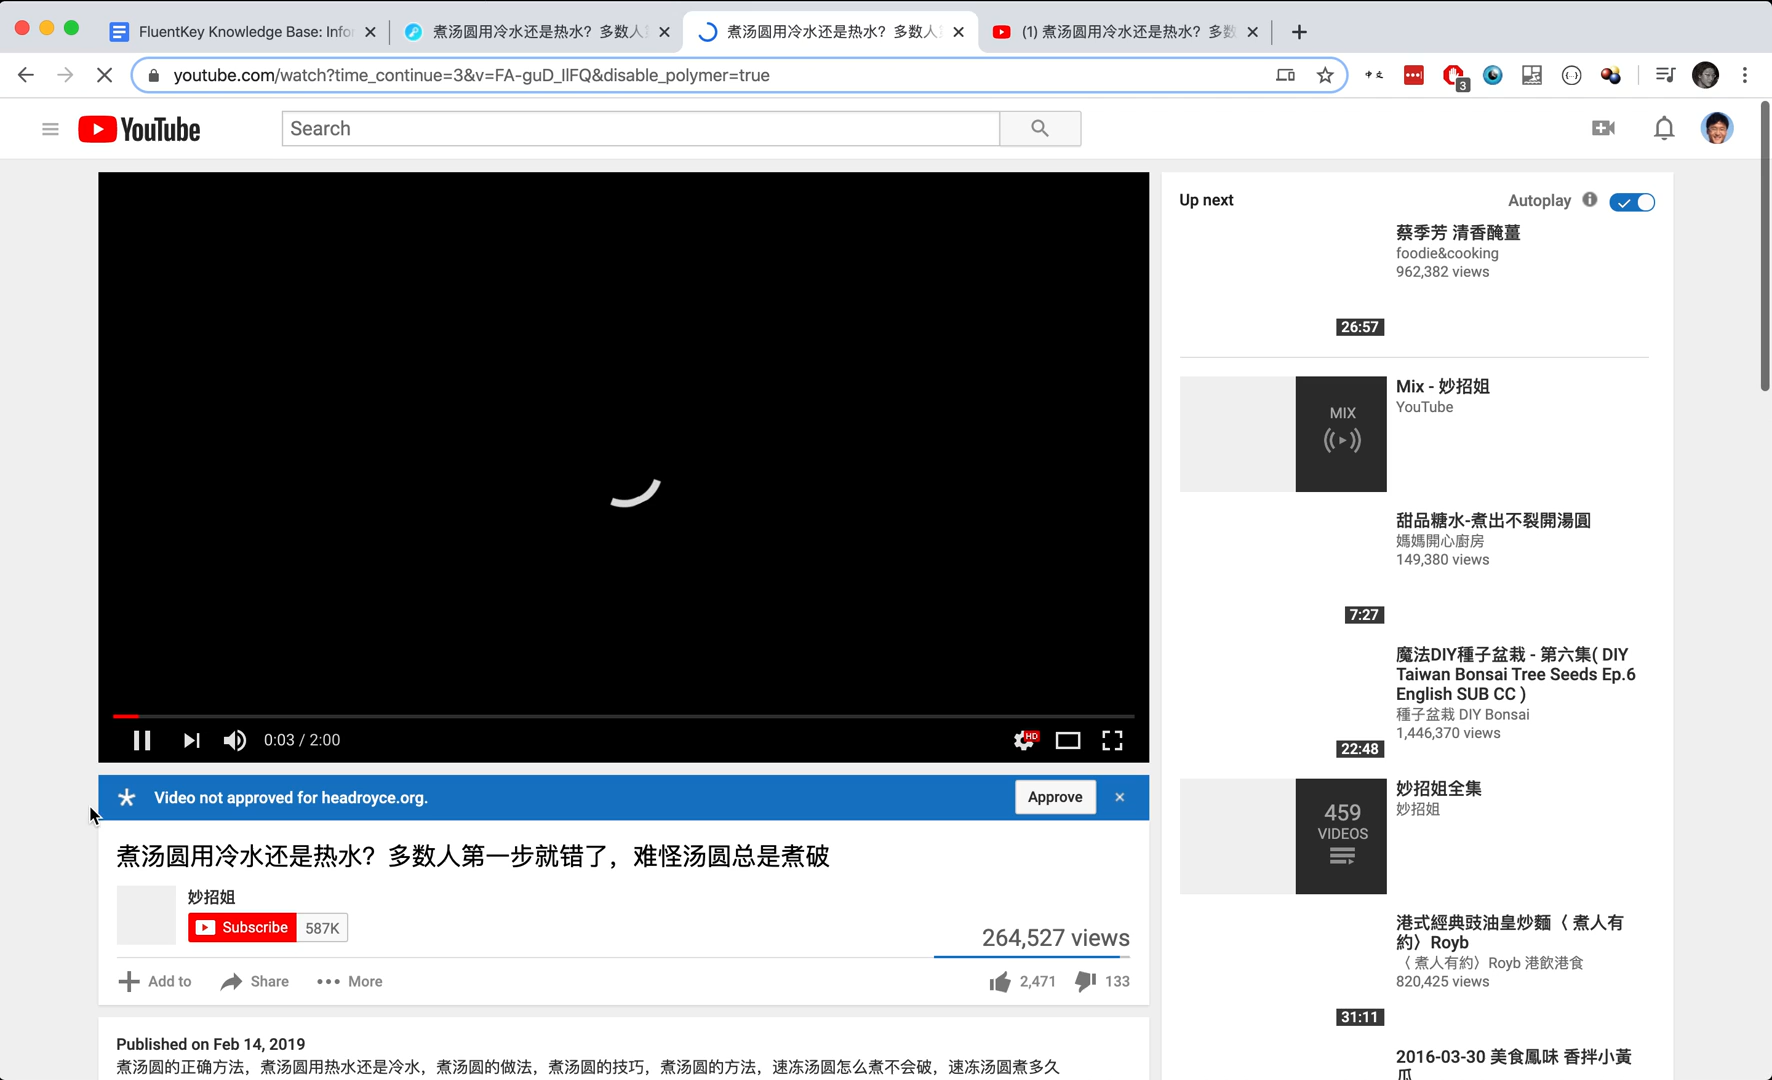 FluentKey Knowledge Base: Info
煮汤圆用冷水还是热水？多数人
煮汤圆用冷水还是热水？多数人
(1) 煮汤圆用冷水还是热水？多数
youtube.com/watch?time_continue=3&v=FA-guD_llFQ&disable_polymer=true
3
YouTube
Search
Up next
Autoplay
蔡季芳 清香醃薑
foodie&cooking
962,382 views
26:57
Mix - 妙招姐
YouTube
MIX
甜品糖水-煮出不裂開湯圓
媽媽開心廚房
149,380 views
7:27
魔法DIY種子盆栽 - 第六集( DIY
Taiwan Bonsai Tree Seeds Ep.6
English SUB CC )
種子盆栽 DIY Bonsai
1,446,370 views
22:48
妙招姐全集
妙招姐
459
VIDEOS
港式經典豉油皇炒麵〈 煮人有
約〉Royb
〈 煮人有約〉Royb 港飲港食
820,425 views
31:11
2016-03-30 美食鳳味 香拌小黃
瓜
0:03 / 2:00
HD
Video not approved for headroyce.org.
Approve
煮汤圆用冷水还是热水？多数人第一步就错了，难怪汤圆总是煮破
妙招姐
Subscribe 587K
264,527 views
Add to
Share
More
2,471
133
Published on Feb 14, 2019
煮汤圆的正确方法，煮汤圆用热水还是冷水，煮汤圆的做法，煮汤圆的技巧，煮汤圆的方法，速冻汤圆怎么煮不会破，速冻汤圆煮多久